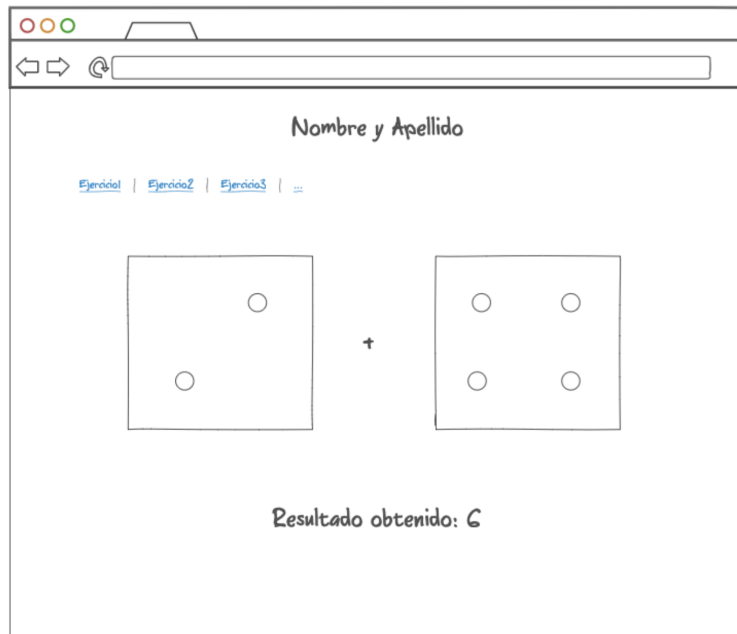 Nombre y Apellido
Ejercicio1 | Ejercicio2 | Ejercicio3 | ...
+
Resultado obtenido: 6